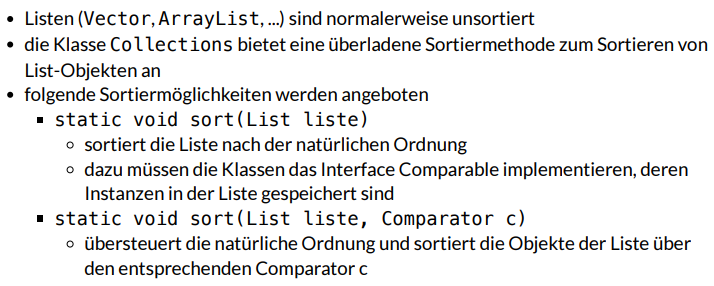 • Listen (Vector, ArrayList, ...) sind normalerweise unsortiert
• die Klasse Collections bietet eine überladene Sortiermethode zum Sortieren von
List-Objekten an
• folgende Sortiermöglichkeiten werden angeboten
▪ static void sort(List liste)
◦ sortiert die Liste nach der natürlichen Ordnung
◦ dazu müssen die Klassen das Interface Comparable implementieren, deren
Instanzen in der Liste gespeichert sind
▪ static void sort(List liste, Comparator c)
◦ übersteuert die natürliche Ordnung und sortiert die Objekte der Liste über
den entsprechenden Comparator c